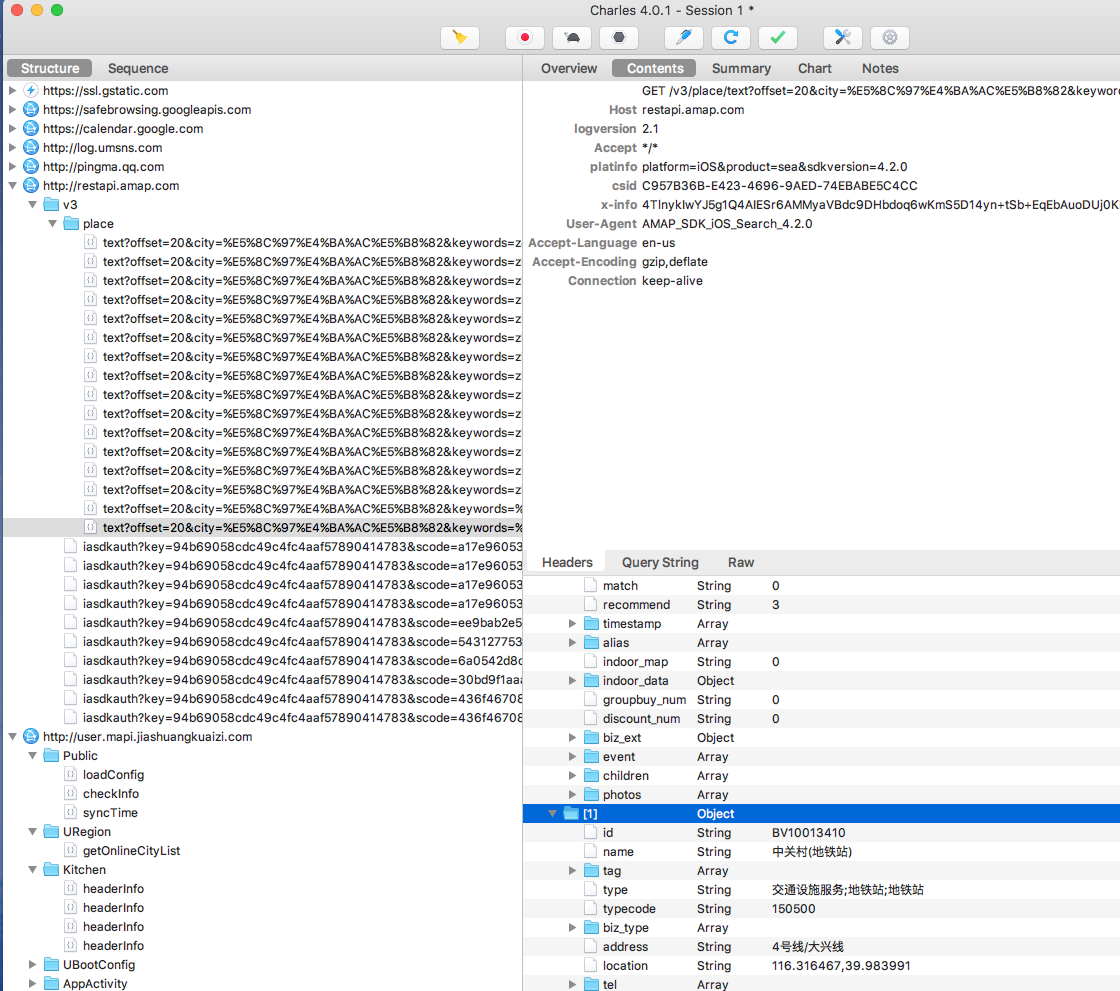 Charles 4.0.1 - Session 1 *
Structure Sequence
https://ssl.gstatic.com
https://safebrowsing.googleapis.com
https://calendar.google.com
http://log.umsns.com
http://pingma.qq.com
http://restapi.amap.com
v3
place
text?offset=20&city=%E5%8C%97%E4%BA%AC%E5%B8%82&keywords=z
text?offset=20&city=%E5%8C%97%E4%BA%AC%E5%B8%82&keywords=z
text?offset=20&city=%E5%8C%97%E4%BA%AC%E5%B8%82&keywords=z
text?offset=20&city=%E5%8C%97%E4%BA%AC%E5%B8%82&keywords=z
text?offset=20&city=%E5%8C%97%E4%BA%AC%E5%B8%82&keywords=z
text?offset=20&city=%E5%8C%97%E4%BA%AC%E5%B8%82&keywords=z
text?offset=20&city=%E5%8C%97%E4%BA%AC%E5%B8%82&keywords=z
text?offset=20&city=%E5%8C%97%E4%BA%AC%E5%B8%82&keywords=z
text?offset=20&city=%E5%8C%97%E4%BA%AC%E5%B8%82&keywords=z
text?offset=20&city=%E5%8C%97%E4%BA%AC%E5%B8%82&keywords=z
text?offset=20&city=%E5%8C%97%E4%BA%AC%E5%B8%82&keywords=z
text?offset=20&city=%E5%8C%97%E4%BA%AC%E5%B8%82&keywords=z
text?offset=20&city=%E5%8C%97%E4%BA%AC%E5%B8%82&keywords=z
text?offset=20&city=%E5%8C%97%E4%BA%AC%E5%B8%82&keywords=z
text?offset=20&city=%E5%8C%97%E4%BA%AC%E5%B8%82&keywords=%
text?offset=20&city=%E5%8C%97%E4%BA%AC%E5%B8%82&keywords=%
iasdkauth?key=94b69058cdc49c4fc4aaf57890414783&scode=a17e96053
iasdkauth?key=94b69058cdc49c4fc4aaf57890414783&scode=a17e96053
iasdkauth?key=94b69058cdc49c4fc4aaf57890414783&scode=a17e96053
iasdkauth?key=94b69058cdc49c4fc4aaf57890414783&scode=a17e96053
iasdkauth?key=94b69058cdc49c4fc4aaf57890414783&scode=ee9bab2e5
iasdkauth?key=94b69058cdc49c4fc4aaf57890414783&scode=543127753
iasdkauth?key=94b69058cdc49c4fc4aaf57890414783&scode=6a0542d8c
iasdkauth?key=94b69058cdc49c4fc4aaf57890414783&scode=30bd9f1aaa
iasdkauth?key=94b69058cdc49c4fc4aaf57890414783&scode=436f46708
iasdkauth?key=94b69058cdc49c4fc4aaf57890414783&scode=436f46708
http://user.mapi.jiashuangkuaizi.com
Public
loadConfig
checkInfo
syncTime
URegion
getOnlineCityList
Kitchen
headerInfo
headerInfo
headerInfo
headerInfo
UBootConfig
AppActivity
Overview Contents Summary Chart Notes
GET /v3/place/text?offset=20&city=%E5%8C%97%E4%BA%AC%E5%B8%82&keyword
Host restapi.amap.com
logversion 2.1
Accept */*
platinfo platform=iOS&product=sea&sdkversion=4.2.0
csid C957B36B-E423-4696-9AED-74EBABE5C4CC
x-info 4TlnykIwYJ5g1Q4AIESr6AMMyaVBdc9DHbdoq6wKmS5D14yn+tSb+EqEbAuoDUj0K
User-Agent AMAP_SDK_iOS_Search_4.2.0
Accept-Language en-us
Accept-Encoding gzip,deflate
Connection keep-alive
Headers Query String Raw
match String 0
recommend String 3
timestamp Array
alias Array
indoor_map String 0
indoor_data Object
groupbuy_num String 0
discount_num String 0
biz_ext Object
event Array
children Array
photos Array
[1] Object
id String BV10013410
name String 中关村(地铁站)
tag Array
type String 交通设施服务;地铁站;地铁站
typecode String 150500
biz_type Array
address String 4号线/大兴线
location String 116.316467,39.983991
tel Array